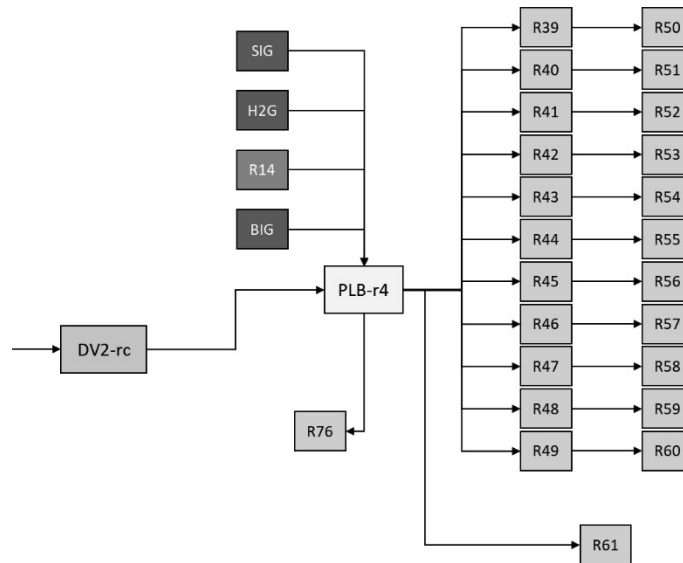 SIG
H2G
R14
BIG
PLB-r4
DV2-rc
R76
R39 R50
R40 R51
R41 R52
R42 R53
R43 R54
R44 R55
R45 R56
R46 R57
R47 R58
R48 R59
R49 R60
R61